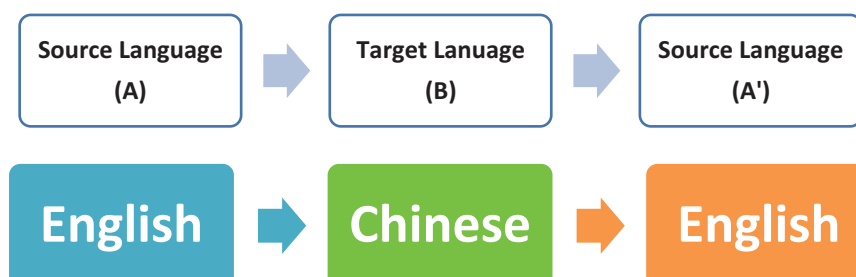 Source Language
(A)
Target Lanuage
(B)
Source Language
(A')
English
Chinese
English